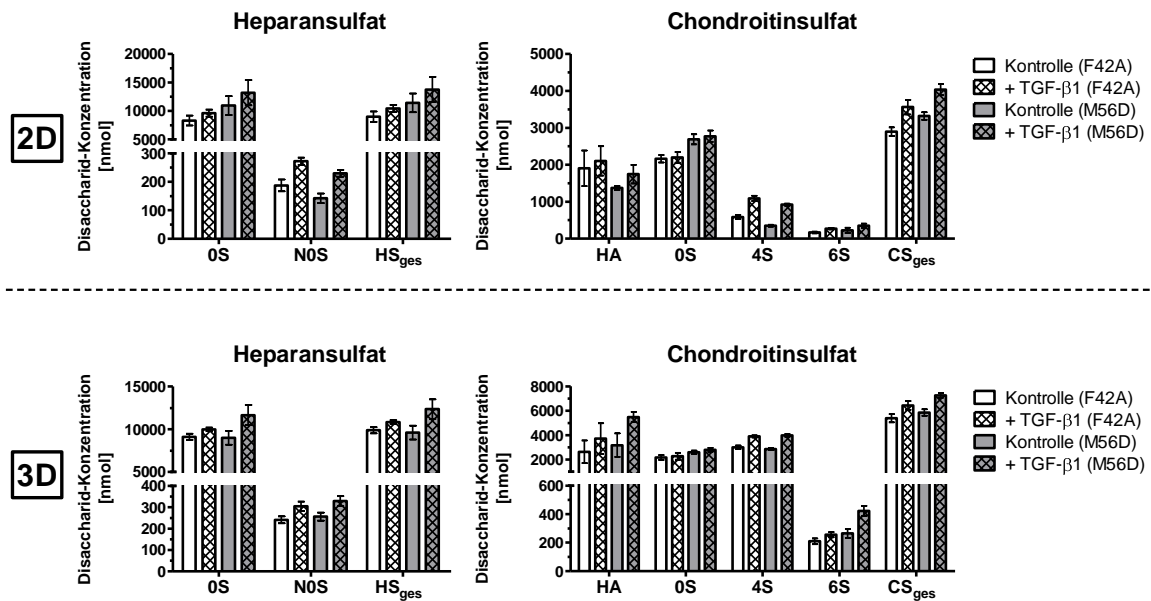 Heparansulfat
Chondroitinsulfat
2D
Disaccharid-Konzentration
[nmol]
20000
15000
10000
5000
300
200
100
0
0S
N0S
HSges
Disaccharid-Konzentration
[nmol]
5000
4000
3000
2000
1000
0
HA
0S
4S
6S
CSges
Kontrolle (F42A)
+ TGF-β1 (F42A)
Kontrolle (M56D)
+ TGF-β1 (M56D)
Heparansulfat
Chondroitinsulfat
3D
Disaccharid-Konzentration
[nmol]
15000
10000
5000
400
300
200
100
0
0S
N0S
HSges
Disaccharid-Konzentration
[nmol]
8000
6000
4000
2000
600
400
200
0
HA
0S
4S
6S
CSges
Kontrolle (F42A)
+ TGF-β1 (F42A)
Kontrolle (M56D)
+ TGF-β1 (M56D)